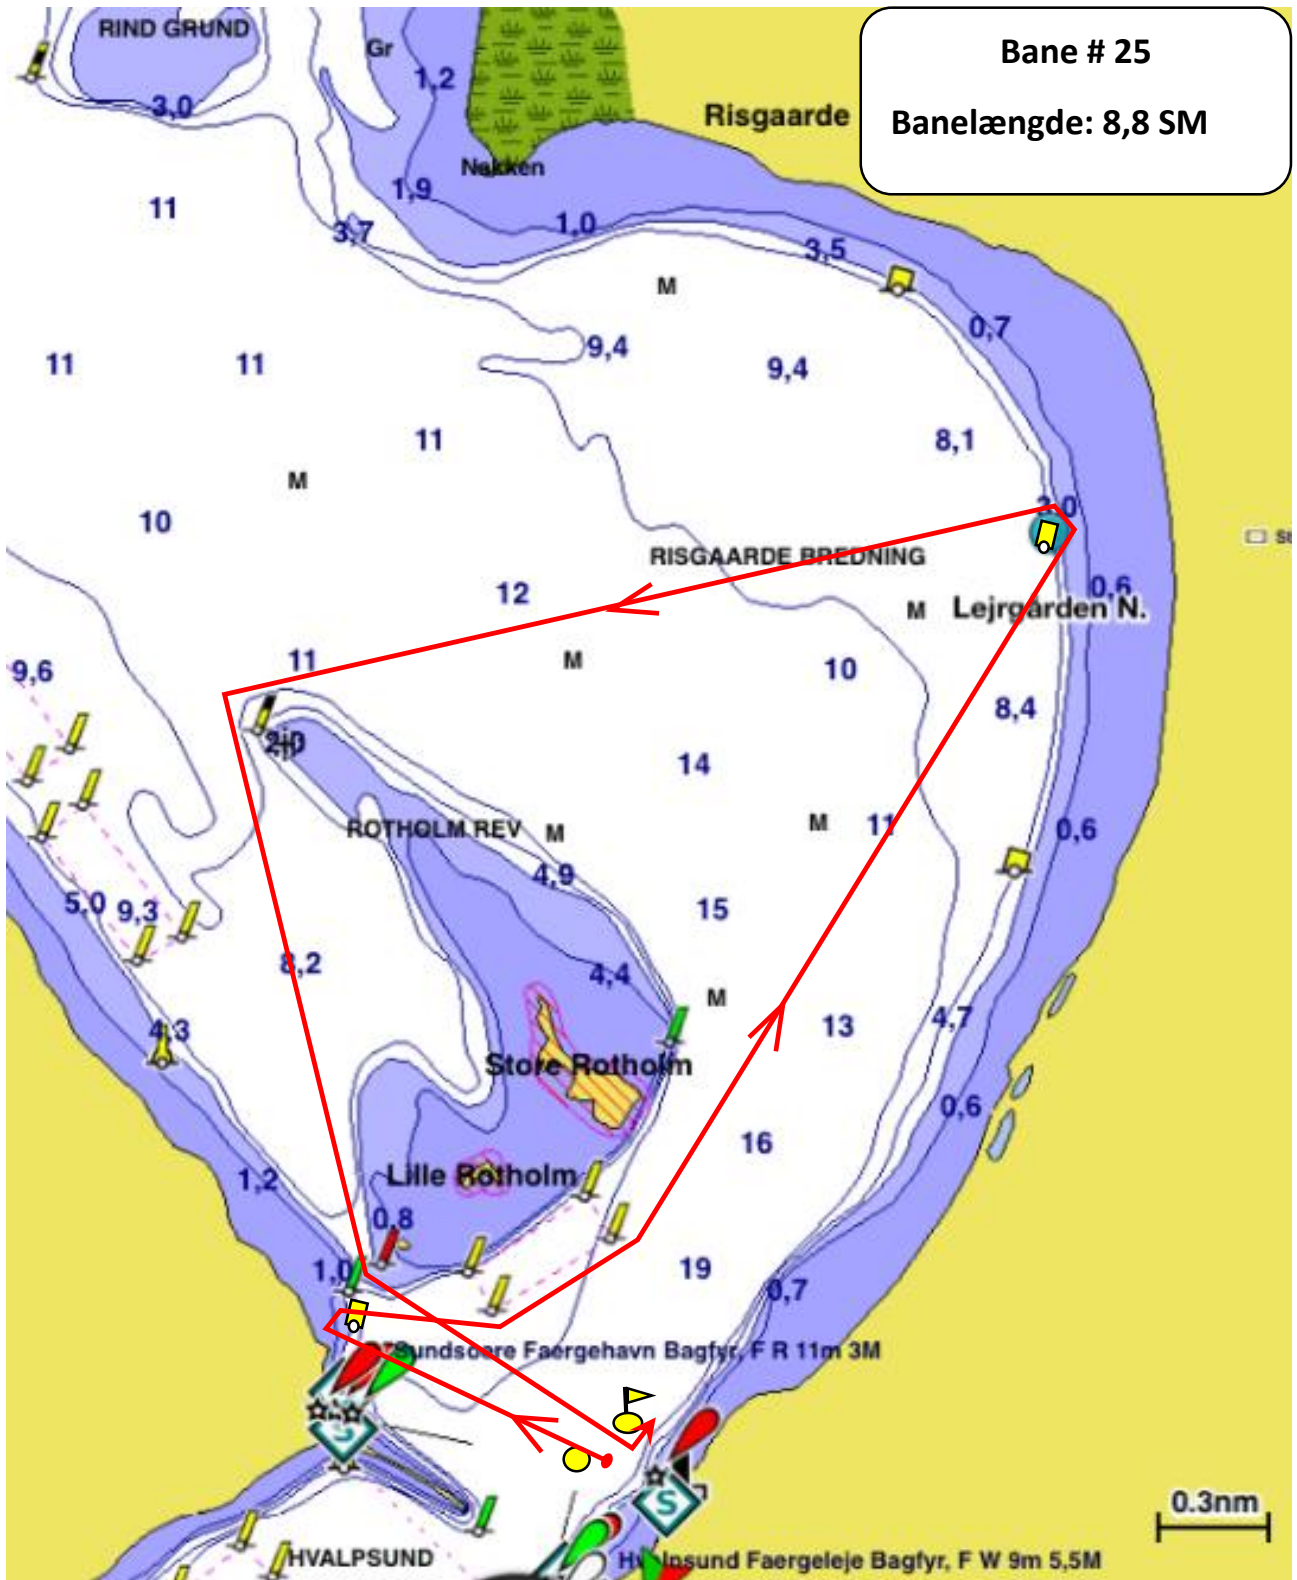 Bane # 25
Banelængde: 8,8 SM
RIND GRUND
Gr
1,2
3,0
Risgaarde
Nakken
11
1,9
3,7
1,0
3,5
M
0,7
9,4
9,4
11
11
11
8,1
M
3,0
10
St
RISGAARDE BREDNING
12
0,6
M
Lejrgården N.
11
M
9,6
10
8,4
2,0
14
ROTHOLM REV
M
M
11
0,6
4,9
5,0
9,3
15
8,2
4,4
M
13
4,7
4,3
Store Rotholm
0,6
16
Lille Rotholm
1,2
0,8
1,0
19
0,7
Sundsoere Faergehavn Bagfyr, F R 11m 3M
S
S
0.3nm
HVALPSUND
Hvalpsund Faergeleje Bagfyr, F W 9m 5,5M